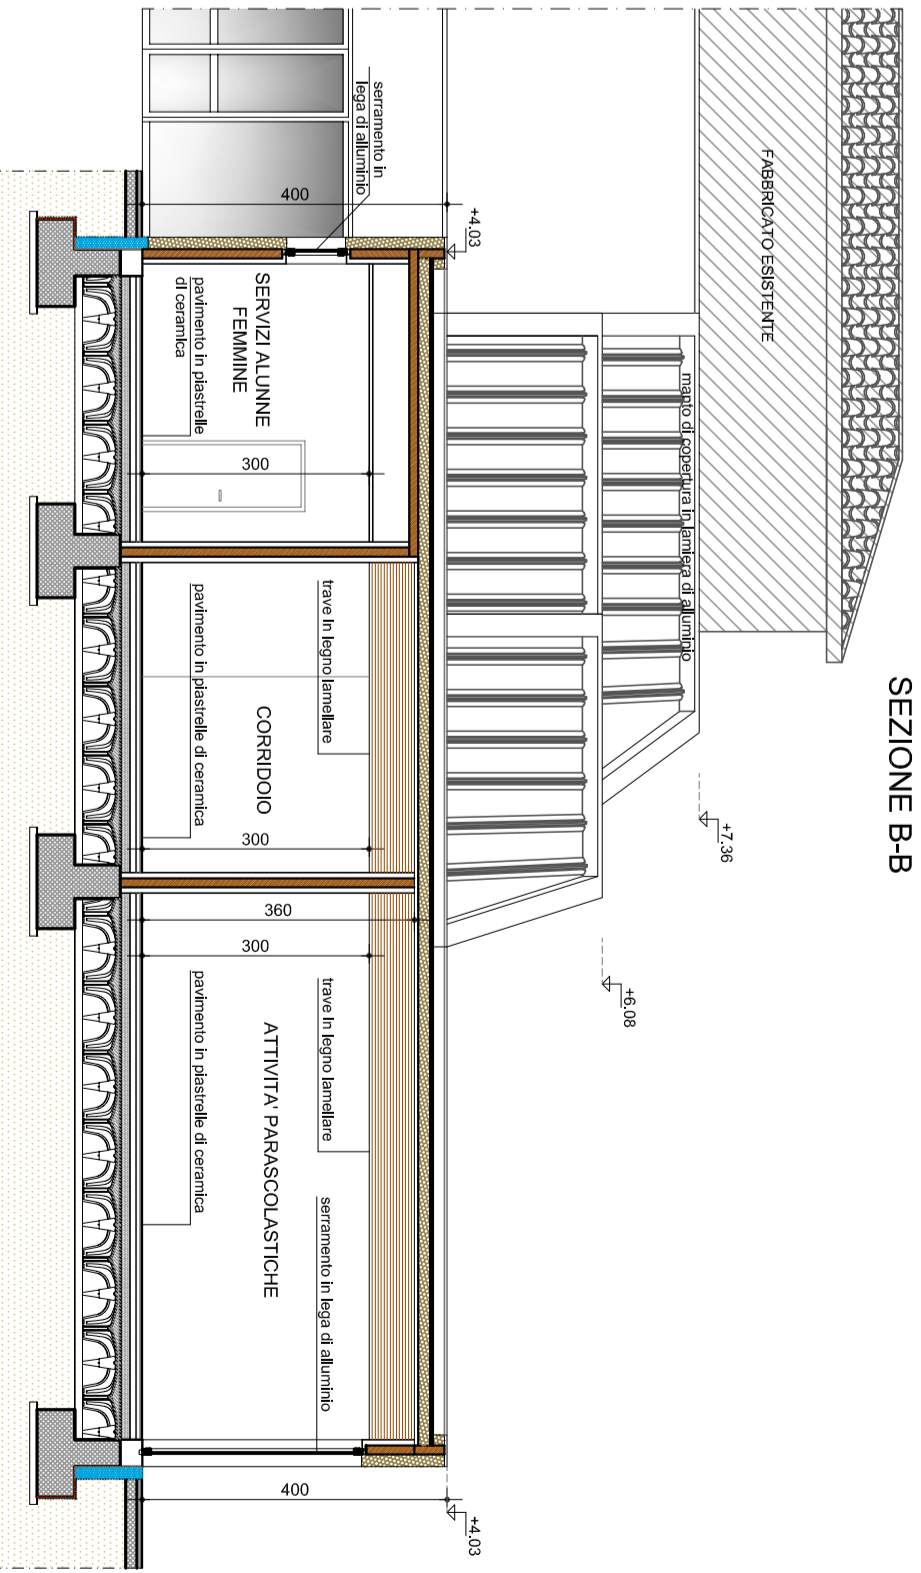 SEZIONE B-B
FABBRICATO ESISTENTE
manto di copertura in lamiera di alluminio
+7.36
+6.08
+4.03
+4.03
serramento in
lega di alluminio
400
SERVIZI ALUNNE
FEMMINE
pavimento in piastrelle
di ceramica
300
trave in legno lamellare
CORRIDOIO
pavimento in piastrelle di ceramica
300
360
300
trave in legno lamellare
ATTIVITA' PARASCOLASTICHE
pavimento in piastrelle di ceramica
serramento in lega di alluminio
400